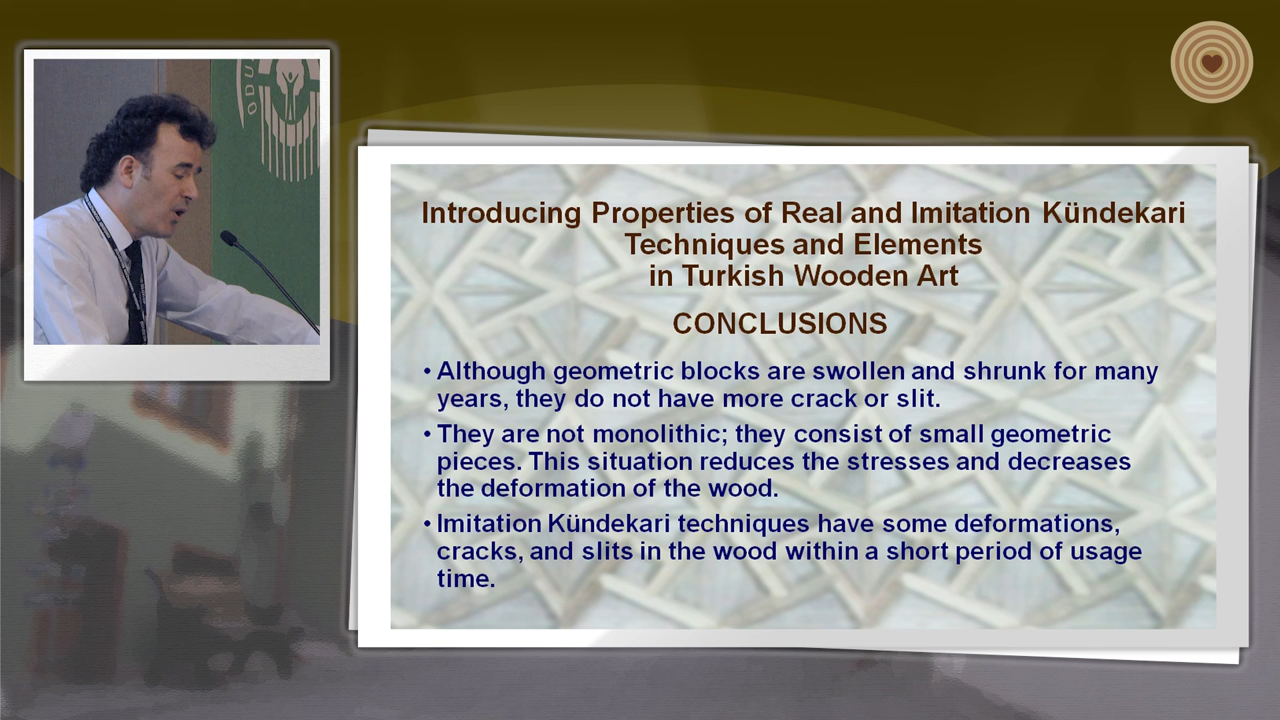 ODU
Introducing Properties of Real and Imitation Kündekari
Techniques and Elements
in Turkish Wooden Art
CONCLUSIONS
• Although geometric blocks are swollen and shrunk for many
years, they do not have more crack or slit.
• They are not monolithic; they consist of small geometric
pieces. This situation reduces the stresses and decreases
the deformation of the wood.
• Imitation Kündekari techniques have some deformations,
cracks, and slits in the wood within a short period of usage
time.